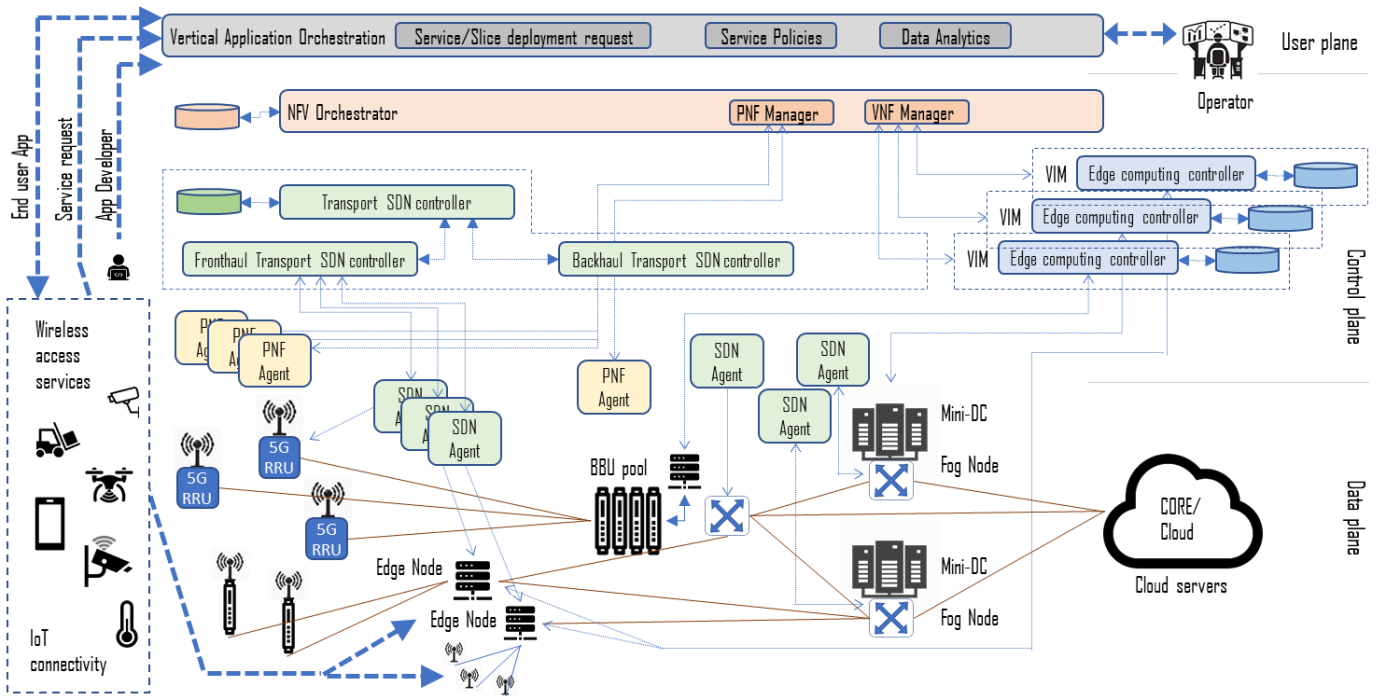 Vertical Application Orchestration
Service/Slice deployment request
Service Policies
Data Analytics
User plane
Operator
NFV Orchestrator
PNF Manager
VNF Manager
End user App
Service request
App Developer
VIM
Edge computing controller
VIM
Edge computing controller
VIM
Edge computing controller
Transport SDN controller
Fronthaul Transport SDN controller
Backhaul Transport SDN controller
Control plane
Wireless
access
services
PNF
Agent
PNF
Agent
SDN
Agent
SDN
Agent
SDN
Agent
SDN
Agent
5G
RRU
5G
RRU
5G
RRU
BBU pool
Mini-DC
Fog Node
CORE/
Cloud
Cloud servers
Data plane
Edge Node
Edge Node
Mini-DC
Fog Node
IoT
connectivity